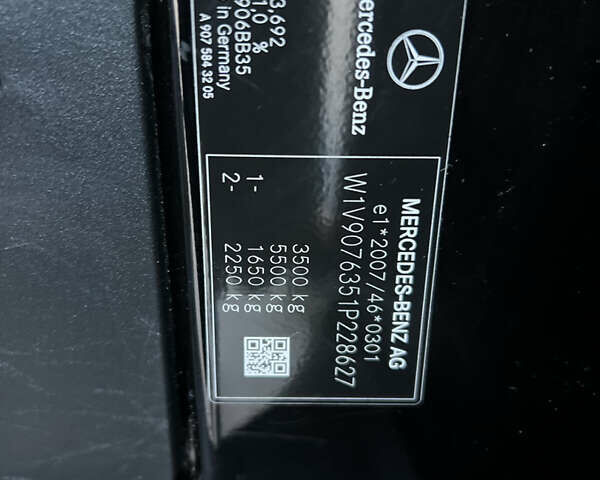 Mercedes-Benz
3,692
1,0 %
906BB35
in Germany
A 907 584 32 05
MERCEDES-BENZ AG
e1*2007/46*0301
W1V9076351P228627
3500 kg
5500 kg
1- 1650 kg
2- 2250 kg